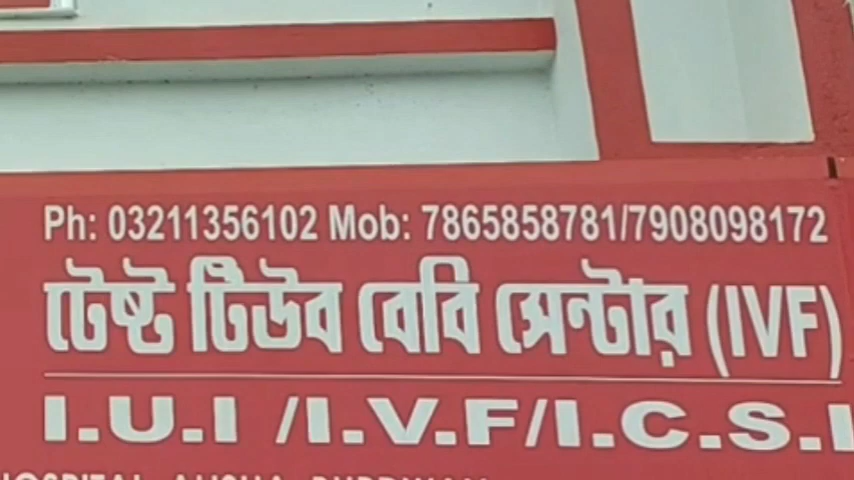 Ph: 03211356102 Mob: 7865858781/7908098172
টেষ্ট টিউব বেবি সেন্টার (IVF)
I.U.I /I.V.F/I.C.S.I